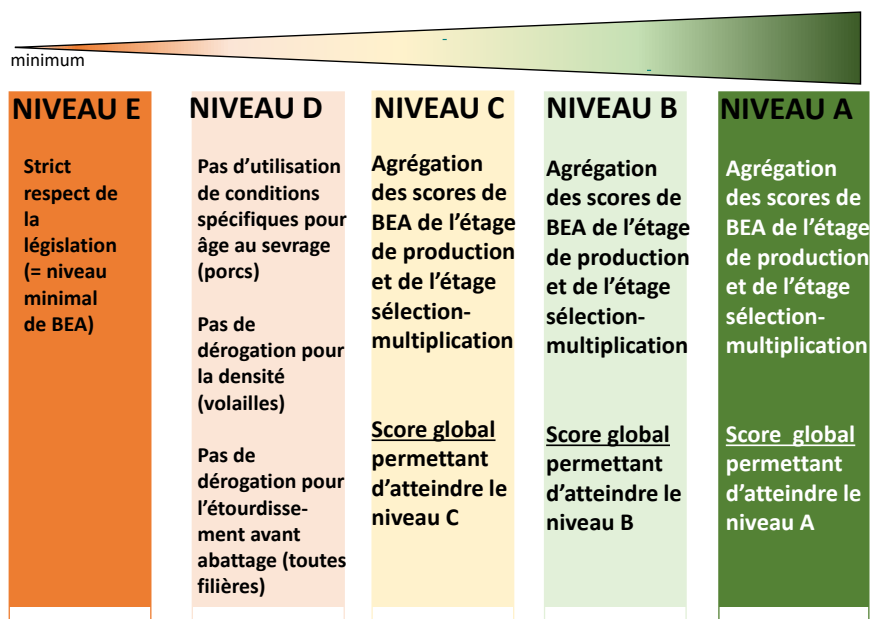 minimum
NIVEAU E
Strict
respect de
la
législation
(= niveau
minimal
de BEA)
NIVEAU D
Pas d'utilisation
de conditions
spécifiques pour
âge au sevrage
(porcs)
Pas de
dérogation pour
la densité
(volailles)
Pas de
dérogation pour
l'étourdisse-
ment avant
abattage (toutes
filières)
NIVEAU C
Agrégation
des scores de
BEA de l'étage
de production
et de l'étage
sélection-
multiplication
Score global
permettant
d'atteindre le
niveau C
NIVEAU B
Agrégation
des scores de
BEA de l'étage
de production
et de l'étage
sélection-
multiplication
Score global
permettant
d'atteindre le
niveau B
NIVEAU A
Agrégation
des scores de
BEA de l'étage
de production
et de l'étage
sélection-
multiplication
Score global
permettant
d'atteindre le
niveau A